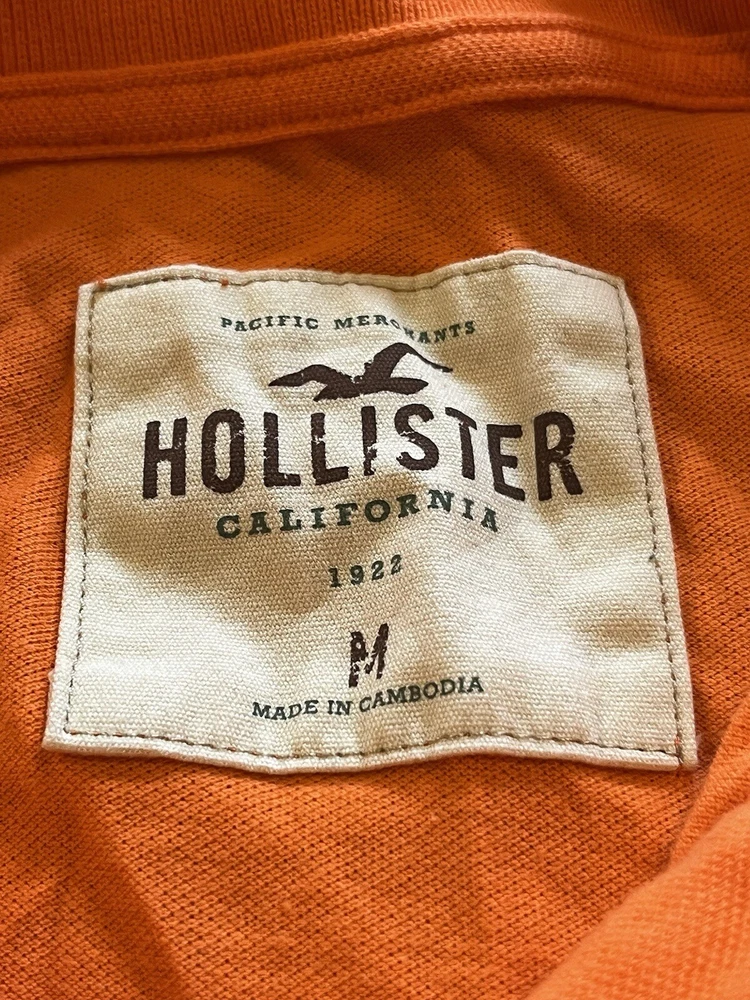 PACIFIC MERCHANTS
HOLLISTER
CALIFORNIA
1922
M
MADE IN CAMBODIA